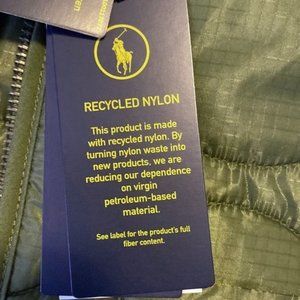 RECYCLED NYLON
This product is made
with recycled nylon. By
turning nylon waste into
new products, we are
reducing our dependence
on virgin
petroleum-based
material.
See label for the product's full
fiber content.